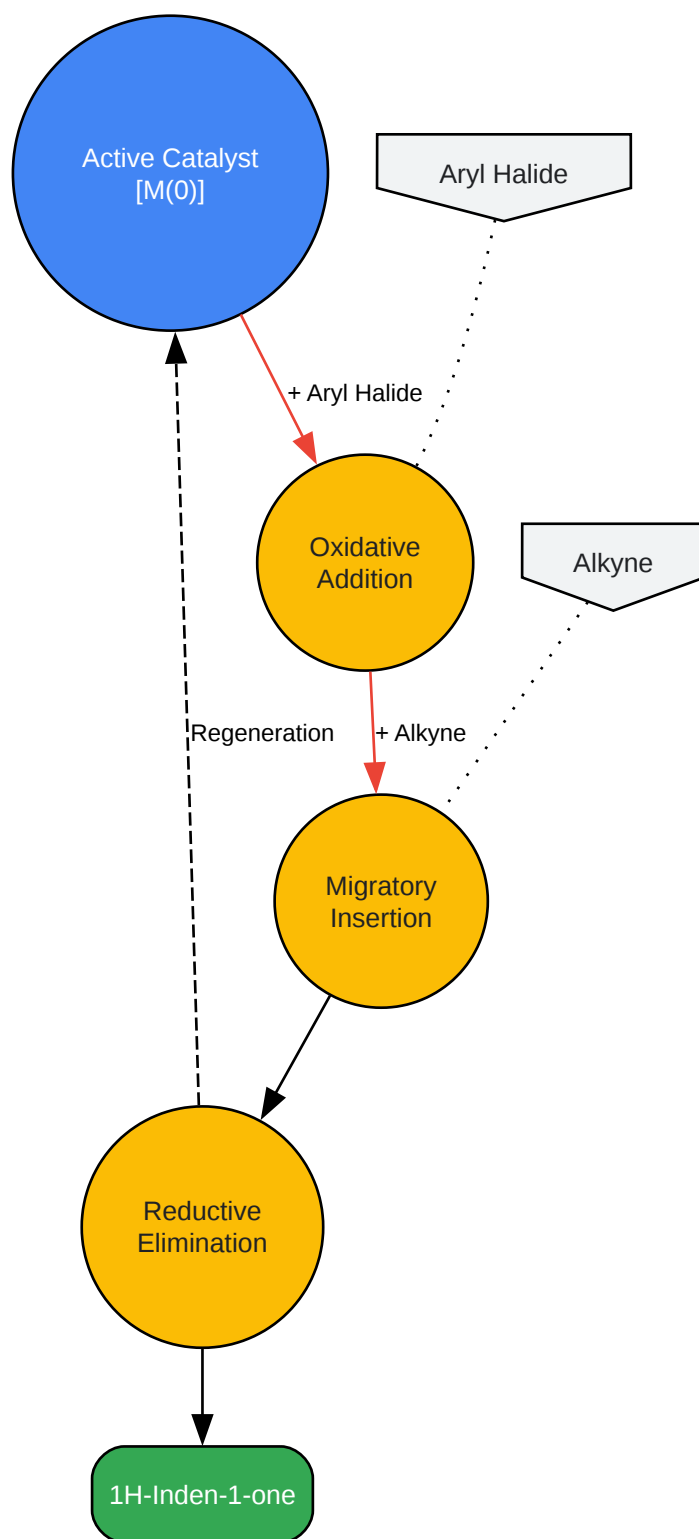 Active Catalyst
[M(0)]
Aryl Halide
+ Aryl Halide
Oxidative
Addition
Alkyne
Regeneration
+ Alkyne
Migratory
Insertion
Reductive
Elimination
1H-Inden-1-one